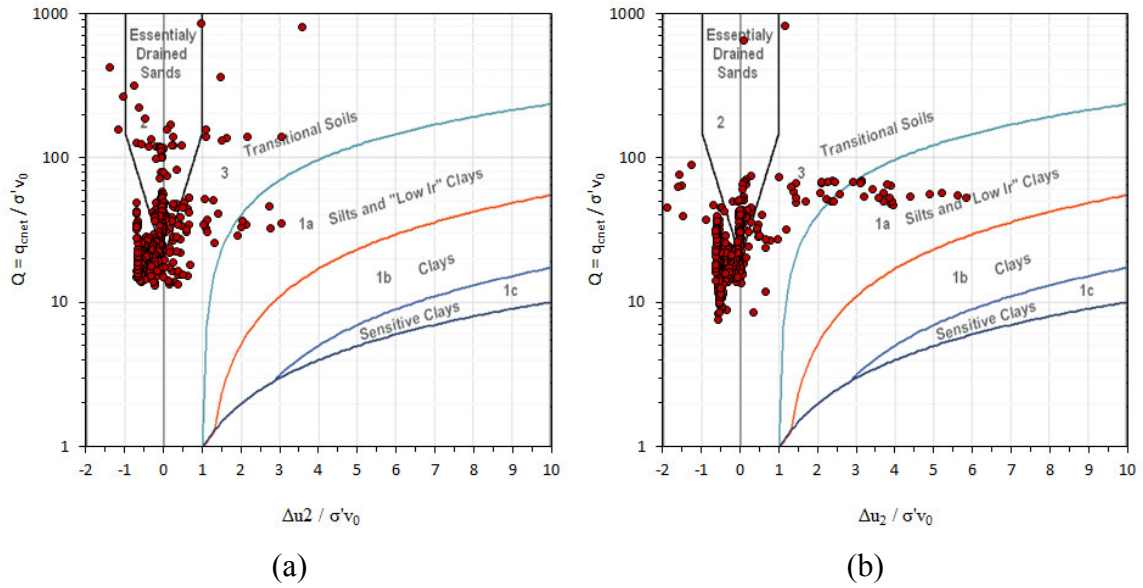 1000
100
10
1
Q = qcnet / σ'v0
Essentialy
Drained
Sands
2
3
Transitional Soils
1a
Silts and "Low Ir" Clays
1b
Clays
1c
Sensitive Clays
-2 -1 0 1 2 3 4 5 6 7 8 9 10
Δu2 / σ'v₀
(a)
1000
100
10
1
Q = qcnet / σ'v0
Essentialy
Drained
Sands
2
3
Transitional Soils
1a
Silts and "Low Ir" Clays
1b
Clays
1c
Sensitive Clays
-2 -1 0 1 2 3 4 5 6 7 8 9 10
Δu₂ / σ'v₀
(b)